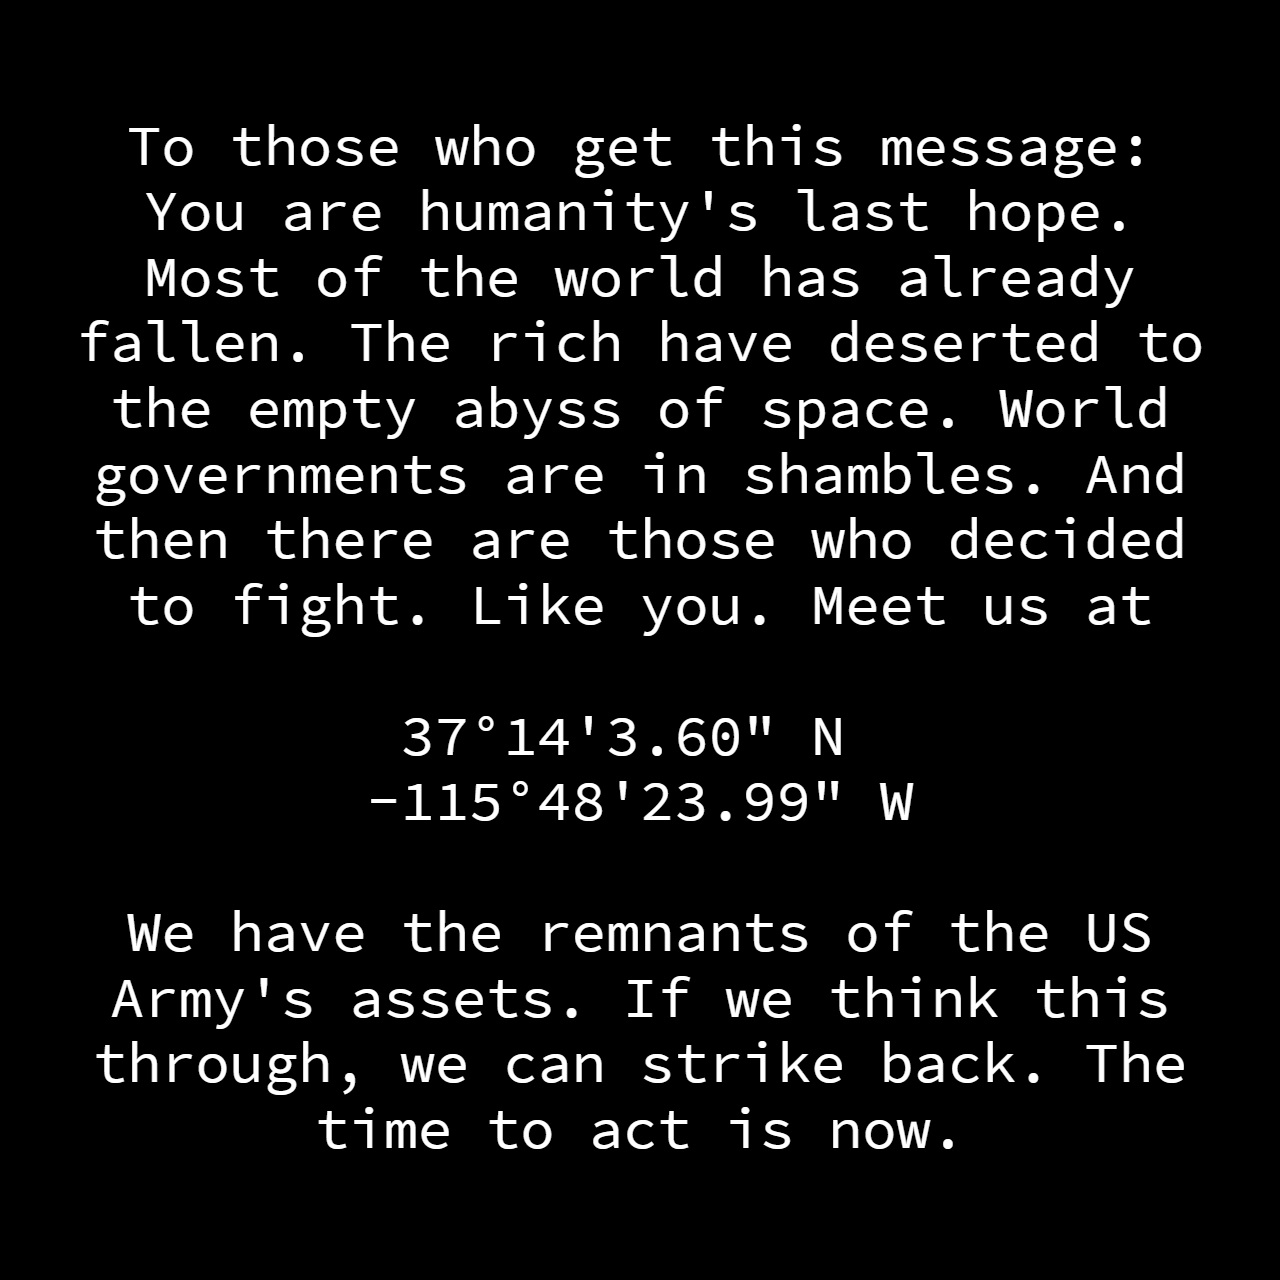 To those who get this message:
You are humanity's last hope.
Most of the world has already
fallen. The rich have deserted to
the empty abyss of space. World
governments are in shambles. And
then there are those who decided
to fight. Like you. Meet us at
37°14'3.60" N
-115°48'23.99" W
We have the remnants of the US
Army's assets. If we think this
through, we can strike back. The
time to act is now.